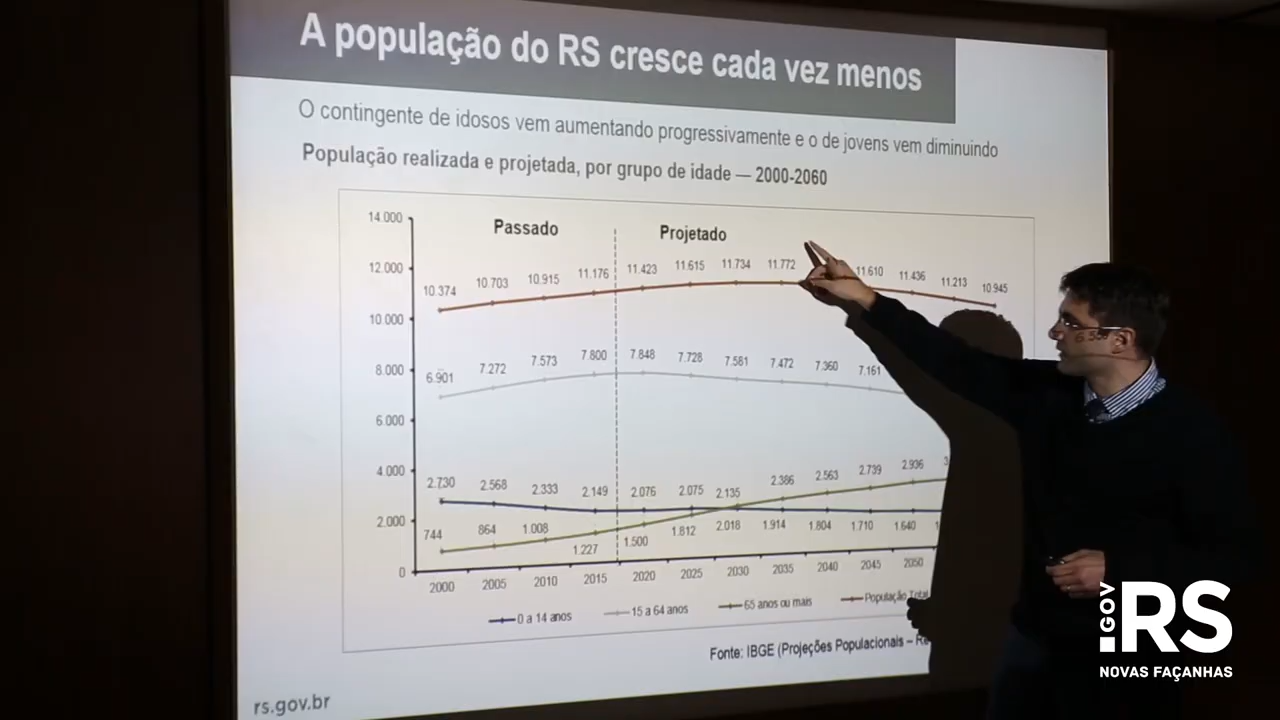 A população do RS cresce cada vez menos
O contingente de idosos vem aumentando progressivamente e o de jovens vem diminuindo
População realizada e projetada, por grupo de idade — 2000-2060
Passado Projetado
14.000
12.000
10.000
8.000
6.000
4.000
2.000
0
10.374 10.703 10.915 11.176 11.423 11.615 11.734 11.772 11.610 11.436 11.213 10.945
6.901 7.272 7.573 7.800 7.848 7.728 7.581 7.472 7.360 7.161
2.730 2.568 2.333 2.149 2.076 2.075 2.135 2.386 2.563 2.739 2.936
744 864 1.008 1.227 1.500 1.812 2.018 1.914 1.804 1.710 1.640
2000 2005 2010 2015 2020 2025 2030 2035 2040 2045 2050
0 a 14 anos 15 a 64 anos 65 anos ou mais População Total
Fonte: IBGE (Projeções Populacionais –
rs.gov.br
.GOV
RS
NOVAS FAÇANHAS